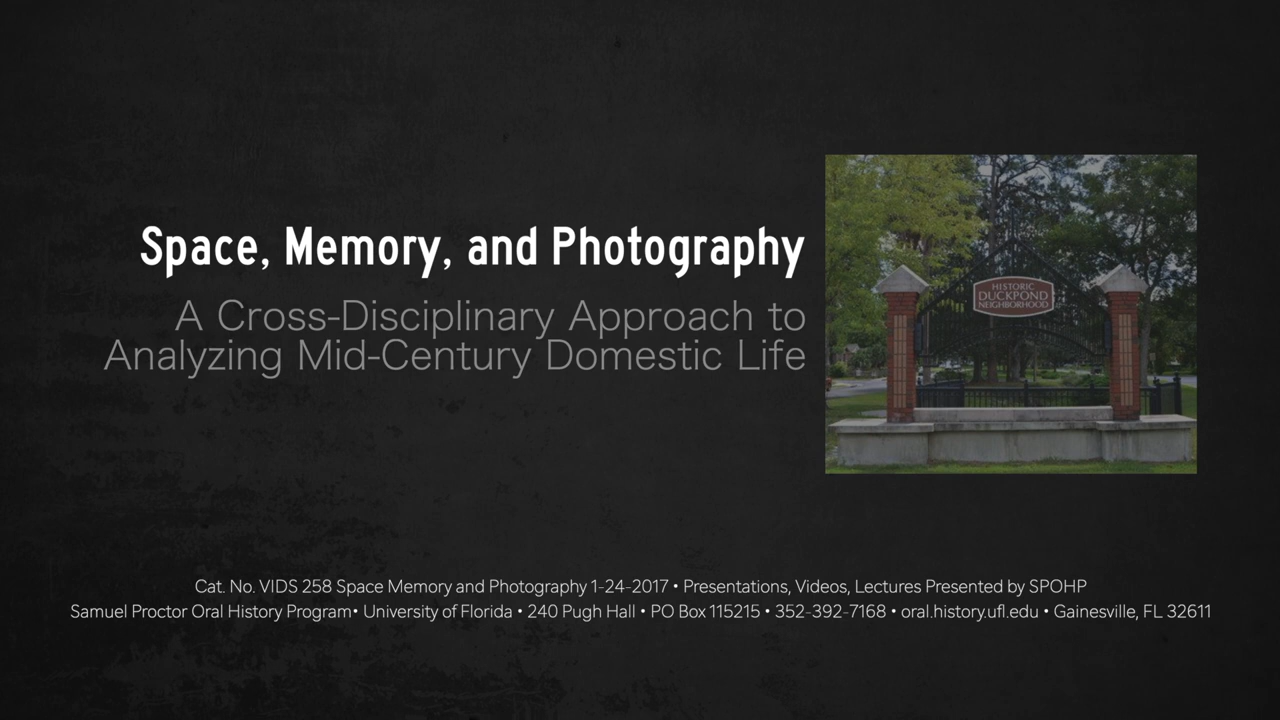 Space, Memory, and Photography
A Cross-Disciplinary Approach to
Analyzing Mid-Century Domestic Life
HISTORIC
DUCKPOND
NEIGHBORHOOD
Cat. No. VIDS 258 Space Memory and Photography 1-24-2017 • Presentations, Videos, Lectures Presented by SPOHP
Samuel Proctor Oral History Program• University of Florida • 240 Pugh Hall • PO Box 115215 • 352-392-7168 • oral.history.ufl.edu • Gainesville, FL 32611